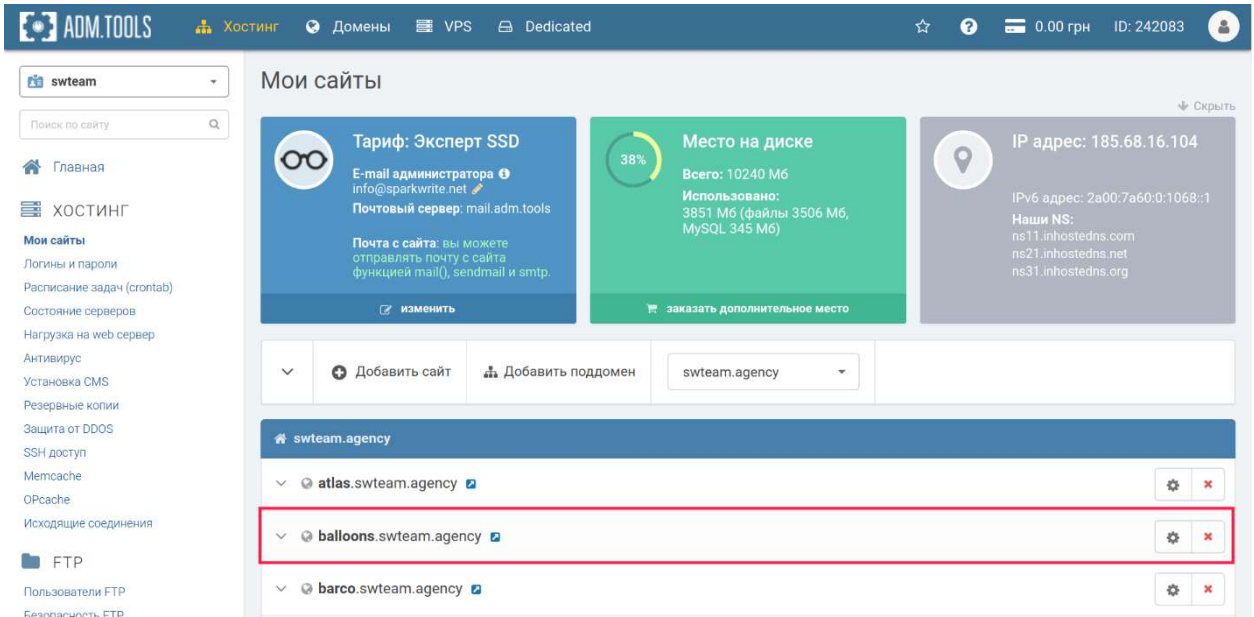 ADM.TOOLS
Хостинг
Домены
VPS
Dedicated
0.00 грн
ID: 242083
swteam
Поиск по сайту
Главная
ХОСТИНГ
Мои сайты
Логины и пароли
Расписание задач (crontab)
Состояние серверов
Нагрузка на web сервер
Антивирус
Установка CMS
Резервные копии
Защита от DDOS
SSH доступ
Memcache
OPcache
Исходящие соединения
FTP
Пользователи FTP
Безопасность FTP
Мои сайты
Скрыть
Тариф: Эксперт SSD
E-mail администратора
info@sparkwrite.net
Почтовый сервер: mail.adm.tools
Почта с сайта: вы можете
отправлять почту с сайта
функцией mail(), sendmail и smtp.
изменить
38%
Место на диске
Всего: 10240 Мб
Использовано:
3851 Мб (файлы 3506 Мб,
MySQL 345 Мб)
заказать дополнительное место
IP адрес: 185.68.16.104
IPv6 адрес: 2a00:7a60:0:1068::1
Наши NS:
ns11.inhostedns.com
ns21.inhostedns.net
ns31.inhostedns.org
Добавить сайт
Добавить поддомен
swteam.agency
swteam.agency
atlas.swteam.agency
balloons.swteam.agency
barco.swteam.agency